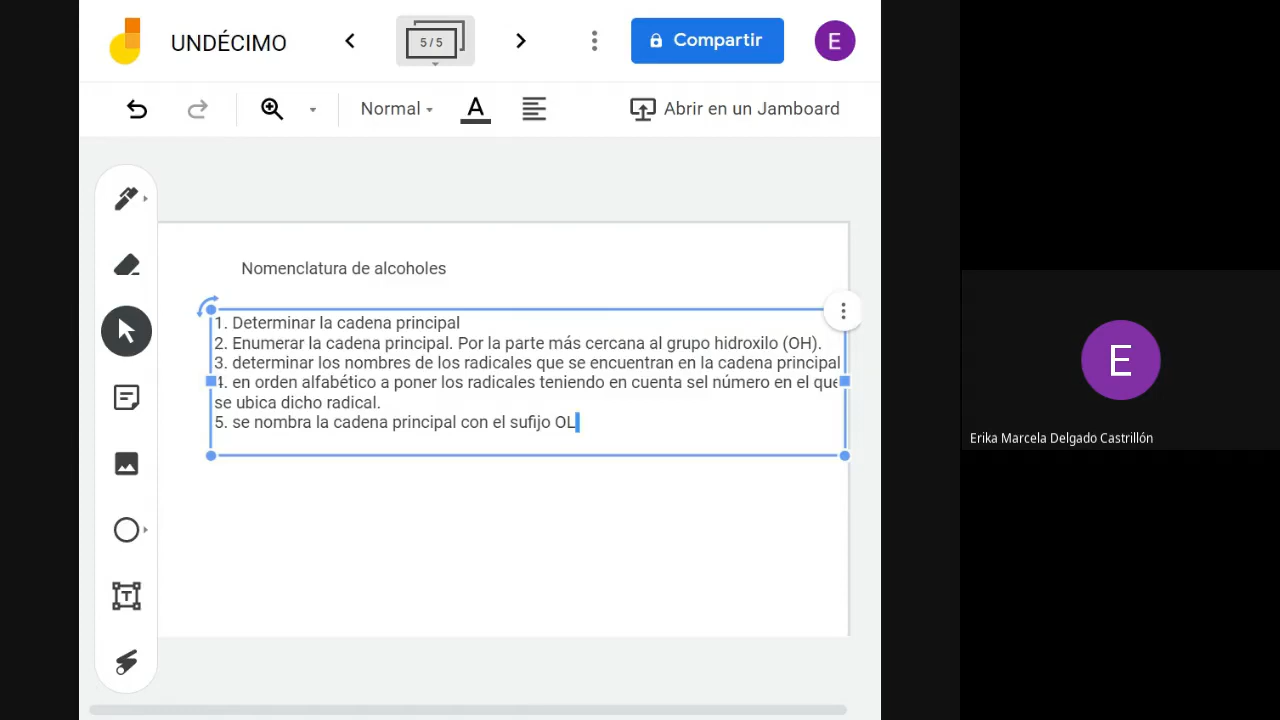 UNDÉCIMO
5 / 5
Compartir
E
Normal
A
Abrir en un Jamboard
Nomenclatura de alcoholes
1. Determinar la cadena principal
2. Enumerar la cadena principal. Por la parte más cercana al grupo hidroxilo (OH).
3. determinar los nombres de los radicales que se encuentran en la cadena principal
4. en orden alfabético a poner los radicales teniendo en cuenta sel número en el que
se ubica dicho radical.
5. se nombra la cadena principal con el sufijo OL
T
E
Erika Marcela Delgado Castrillón